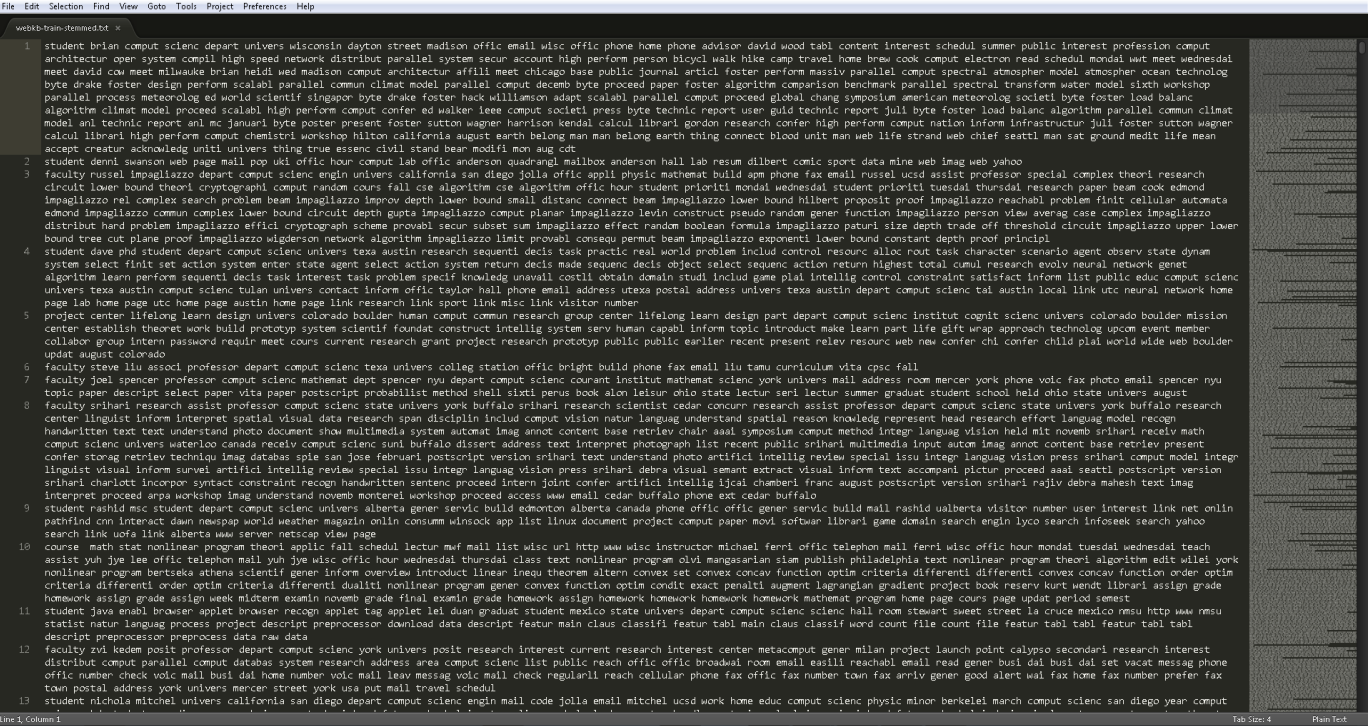 File Edit Selection Find View Goto Tools Project Preferences Help
webkb-train-stemmed.txt ×
1 student brian comput scienc depart univers wisconsin dayton street madison offic email wisc offic phone home phone advisor david wood tabl content interest schedul summer public interest profession comput
architectur oper system compil high speed network distribut parallel system secur account high perform person bicycl walk hike camp travel home brew cook comput electron read schedul mondai wwt meet wednesdai
meet david cow meet milwauke brian heidi wed madison comput architectur affili meet chicago base public journal articl foster perform massiv parallel comput spectral atmospher model atmospher ocean technolog
byte drake foster design perform scalabl parallel commun climat model parallel comput decemb byte proceed paper foster algorithm comparison benchmark parallel spectral transform water model sixth workshop
parallel process meteorolog ed world scientif singapor byte drake foster hack williamson adapt scalabl parallel comput proceed global chang symposium american meteorolog societi byte foster load balanc
algorithm climat model proceed scalabl high perform comput confer ed walker ieee comput societi press byte technic report user guid technic report juli byte foster load balanc algorithm parallel commun climat
model anl technic report anl mc januari byte poster present foster sutton wagner harrison kendal calcul librari gordon research confer high perform comput nation inform infrastructur juli foster sutton wagner
calcul librari high perform comput chemistri workshop hilton california august earth belong man man belong earth thing connect blood unit man web life strand web chief seattl man sat ground medit life mean
accept creatur acknowledg uniti univers thing true essenc civil stand bear modifi mon aug cdt
2 student denni swanson web page mail pop uki offic hour comput lab offic anderson quadrangl mailbox anderson hall lab resum dilbert comic sport data mine web imag web yahoo
3 faculty russel impagliazzo depart comput scienc engin univers california san diego jolla offic appli physic mathemat build apm phone fax email russel ucsd assist professor special complex theori research
circuit lower bound theori cryptographi comput random cours fall cse algorithm cse algorithm offic hour student prioriti mondai wednesdai student prioriti tuesdai thursdai research paper beam cook edmond
impagliazzo rel complex search problem beam impagliazzo improv depth lower bound small distanc connect beam impagliazzo lower bound hilbert proposit proof impagliazzo reachabl problem finit cellular automata
edmond impagliazzo commun complex lower bound circuit depth gupta impagliazzo comput planar impagliazzo levin construct pseudo random gener function impagliazzo person view averag case complex impagliazzo
distribut hard problem impagliazzo effici cryptograph scheme provabl secur subset sum impagliazzo effect random boolean formula impagliazzo paturi size depth trade off threshold circuit impagliazzo upper lower
bound tree cut plane proof impagliazzo wigderson network algorithm impagliazzo limit provabl consequ permut beam impagliazzo exponenti lower bound constant depth proof principl
4 student dave phd student depart comput scienc univers texa austin research sequenti decis task practic real world problem includ control resourc alloc rout task character scenario agent observ state dynam
system select finit set action system enter state agent select action system return decis made sequenc decis object select sequenc action return highest total cumul research evolv neural network genet
algorithm learn perform sequenti decis task interest task problem specif knowledg unavail costli obtain domain studi includ game plai intellig control constraint satisfact inform list public educ comput scienc
univers texa austin comput scienc tulan univers contact inform offic taylor hall phone email address utexa postal address univers texa austin depart comput scienc tai austin local link utc neural network home
page lab home page utc home page austin home page link research link sport link misc link visitor number
5 project center lifelong learn design univers colorado boulder human comput commun research group center lifelong learn design part depart comput scienc institut cognit scienc univers colorado boulder mission
center establish theoret work build prototyp system scientif foundat construct intellig system serv human capabl inform topic introduct make learn part life gift wrap approach technolog upcom event member
collabor group intern password requir meet cours current research grant project research prototyp public public earlier recent present relev resourc web new confer chi confer child plai world wide web boulder
updat august colorado
6 faculty steve liu associ professor depart comput scienc texa univers colleg station offic bright build phone fax email liu tamu curriculum vita cpsc fall
7 faculty joel spencer professor comput scienc mathemat dept spencer nyu depart comput scienc courant institut mathemat scienc york univers mail address room mercer york phone voic fax photo email spencer nyu
topic paper descript select paper vita paper postscript probabilist method shell sixti perus book alon leisur ohio state lectur seri lectur summer graduat student school held ohio state univers august
8 faculty srihari research assist professor comput scienc state univers york buffalo srihari research scientist cedar concur research assist professor depart comput scienc state univers york buffalo research
center linguist inform interpret spatial visual data research span disciplin includ comput vision natur languag understand spatial reason knowledg represent head research effort languag model recogn
handwritten text text understand photo document show multimedia system automat imag annot content base retriev chair aaai symposium comput method integr languag vision held mit novemb srihari receiv math
comput scienc univers waterloo canada receiv comput scienc suni buffalo dissert address text interpret photograph list recent public srihari multimedia input autom imag annot content base retriev present
confer storag retriev techniqu imag databas spie san jose februari postscript version srihari text understand photo artifici intellig review special issu integr languag vision press srihari comput model integr
linguist visual inform survei artifici intellig review special issu integr languag vision press srihari debra visual semant extract visual inform text accompani pictur proceed aaai seattl postscript version
srihari charlott incorpor syntact constraint recogn handwritten sentenc proceed intern joint confer artifici intellig ijcai chamberi franc august postscript version srihari rajiv debra mahesh text imag
interpret proceed arpa workshop imag understand novemb monterei workshop proceed access www email cedar buffalo phone ext cedar buffalo
9 student rashid msc student depart comput scienc univers alberta gener servic build edmonton alberta canada phone offic offic gener servic build mail rashid ualberta visitor number user interest link net onlin
pathfind cnn interact dawn newspap world weather magazin onlin consumm winsock app list linux document project comput paper movi softwar librari game domain search engin lyco search infoseek search yahoo
search link uofa link alberta www server netscap view page
10 course math stat nonlinear program theori applic fall schedul lectur mwf mail list wisc url http www wisc instructor michael ferri offic telephon mail ferri wisc offic hour mondai tuesdai wednesdai teach
assist yuh jye lee offic telephon mail yuh jye wisc offic hour wednesdai thursdai class text nonlinear program olvi mangasarian siam publish philadelphia text nonlinear program theori algorithm edit wilei york
nonlinear program bertseka athena scientif gener inform overview introduct linear inequ theorem altern convex set convex concav function optim criteria differenti differenti convex concav function order optim
criteria differenti order optim criteria differenti dualiti nonlinear program gener convex function optim condit exact penalti augment lagrangian gradient project book reserv kurt wendt librari assign grade
homework assign grade assign week midterm examin novemb grade final examin grade homework assign homework homework homework homework mathemat program home page cours page updat period semest
11 student java enabl browser applet browser recogn applet tag applet lei duan graduat student mexico state univers depart comput scienc scienc hall room stewart sweet street la cruce mexico nmsu http www nmsu
statist natur languag process project descript preprocessor download data descript featur main claus classifi featur tabl main claus classif word count file count file featur tabl tabl featur tabl tabl
descript preprocessor preprocess data raw data
12 faculty zvi kedem posit professor depart comput scienc york univers posit research interest current research interest center metacomput gener milan project launch point calypso secondari research interest
distribut comput parallel comput databas system research address area comput scienc list public reach offic offic broadwai room email easili reachabl email read gener busi dai busi dai set vacat messag phone
offic number check voic mail busi dai home number voic mail leav messag voic mail check regularli reach cellular phone fax offic fax number town fax arriv gener good alert wai fax home fax number prefer fax
town postal address york univers mercer street york usa put mail travel schedul
13 student nichola mitchel univers california san diego depart comput scienc engin mail code jolla email mitchel ucsd work home educ comput scienc physic minor berkelei march comput scienc san diego year comput
Line 1, Column 1 Tab Size: 4 Plain Text